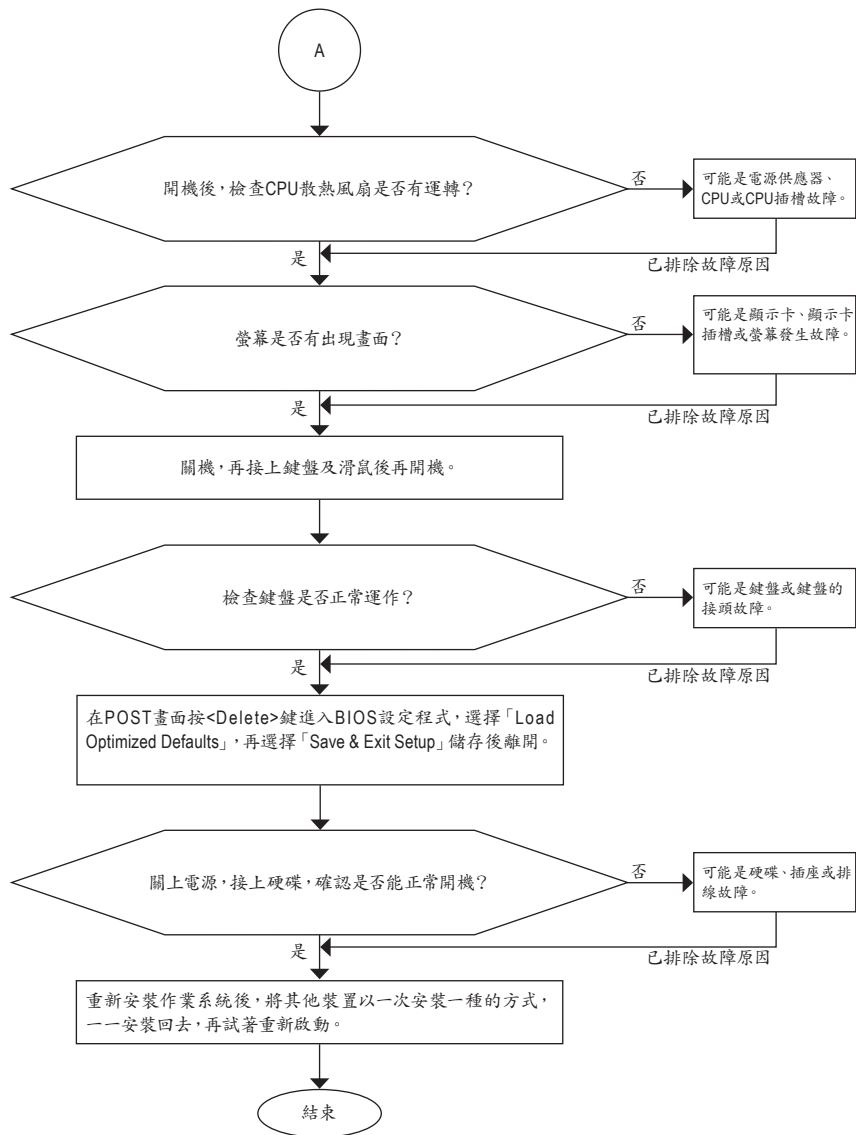 A
開機後，檢查CPU散熱風扇是否有運轉？
否
可能是電源供應器、
CPU或CPU插槽故障。
是
已排除故障原因
螢幕是否有出現畫面？
否
可能是顯示卡、顯示卡
插槽或螢幕發生故障。
是
已排除故障原因
關機，再接上鍵盤及滑鼠後再開機。
檢查鍵盤是否正常運作？
否
可能是鍵盤或鍵盤的
接頭故障。
是
已排除故障原因
在POST畫面按<Delete>鍵進入BIOS設定程式，選擇「Load
Optimized Defaults」，再選擇「Save & Exit Setup」儲存後離開。
關上電源，接上硬碟，確認是否能正常開機？
否
可能是硬碟、插座或排
線故障。
是
已排除故障原因
重新安裝作業系統後，將其他裝置以一次安裝一種的方式，
一一安裝回去，再試著重新啟動。
結束